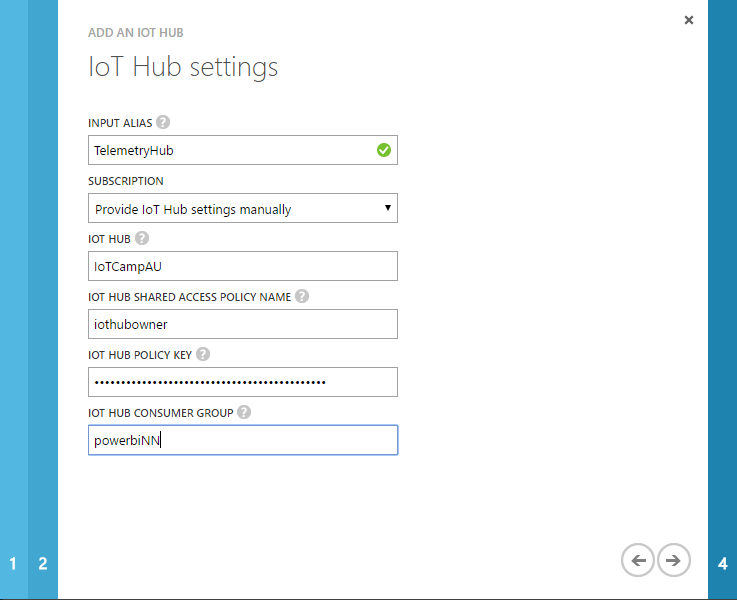 ADD AN IOT HUB
IoT Hub settings
INPUT ALIAS ?
TelemetryHub
SUBSCRIPTION
Provide IoT Hub settings manually
IOT HUB ?
IoTCampAU
IOT HUB SHARED ACCESS POLICY NAME ?
iothubowner
IOT HUB POLICY KEY ?
••••••••••••••••••••••••••••••••••••••••••••
IOT HUB CONSUMER GROUP ?
powerbiNN
1 2 4